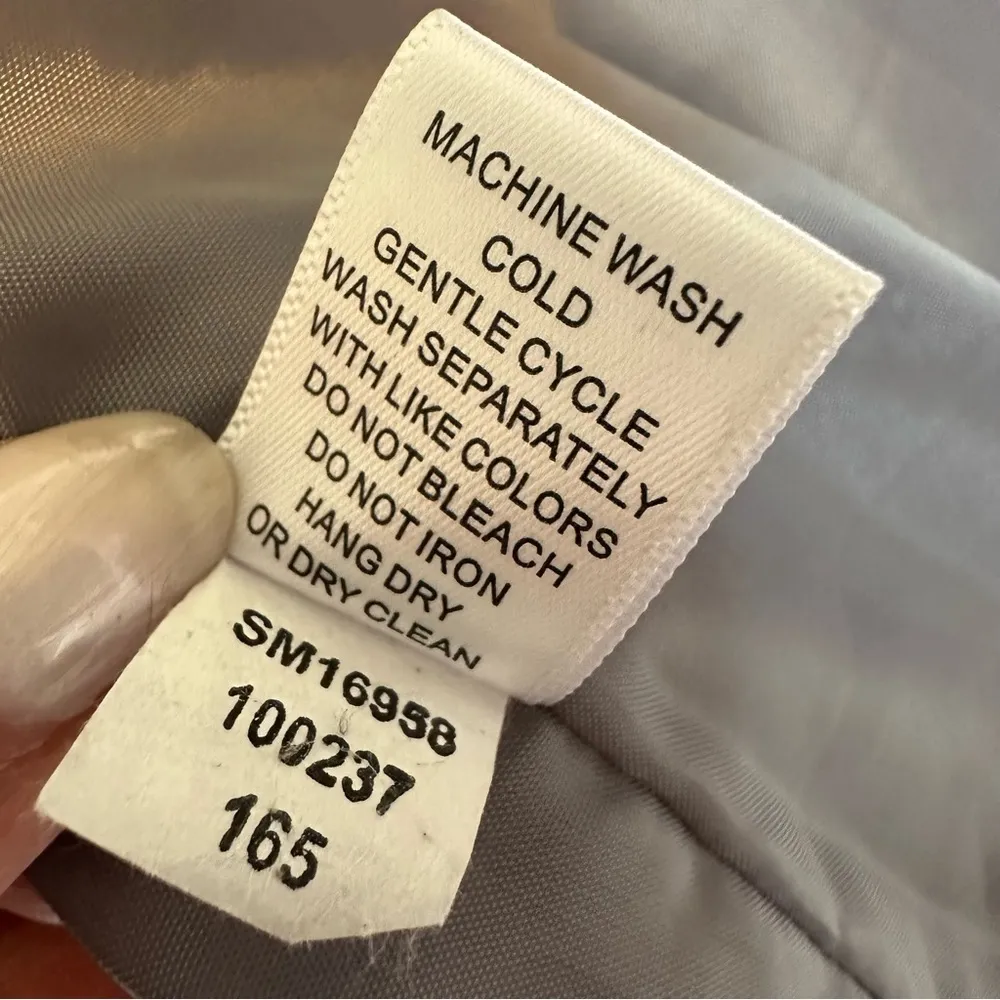 MACHINE WASH
COLD
GENTLE CYCLE
WASH SEPARATELY
WITH LIKE COLORS
DO NOT BLEACH
DO NOT IRON
HANG DRY
OR DRY CLEAN
SM16958
100237
165